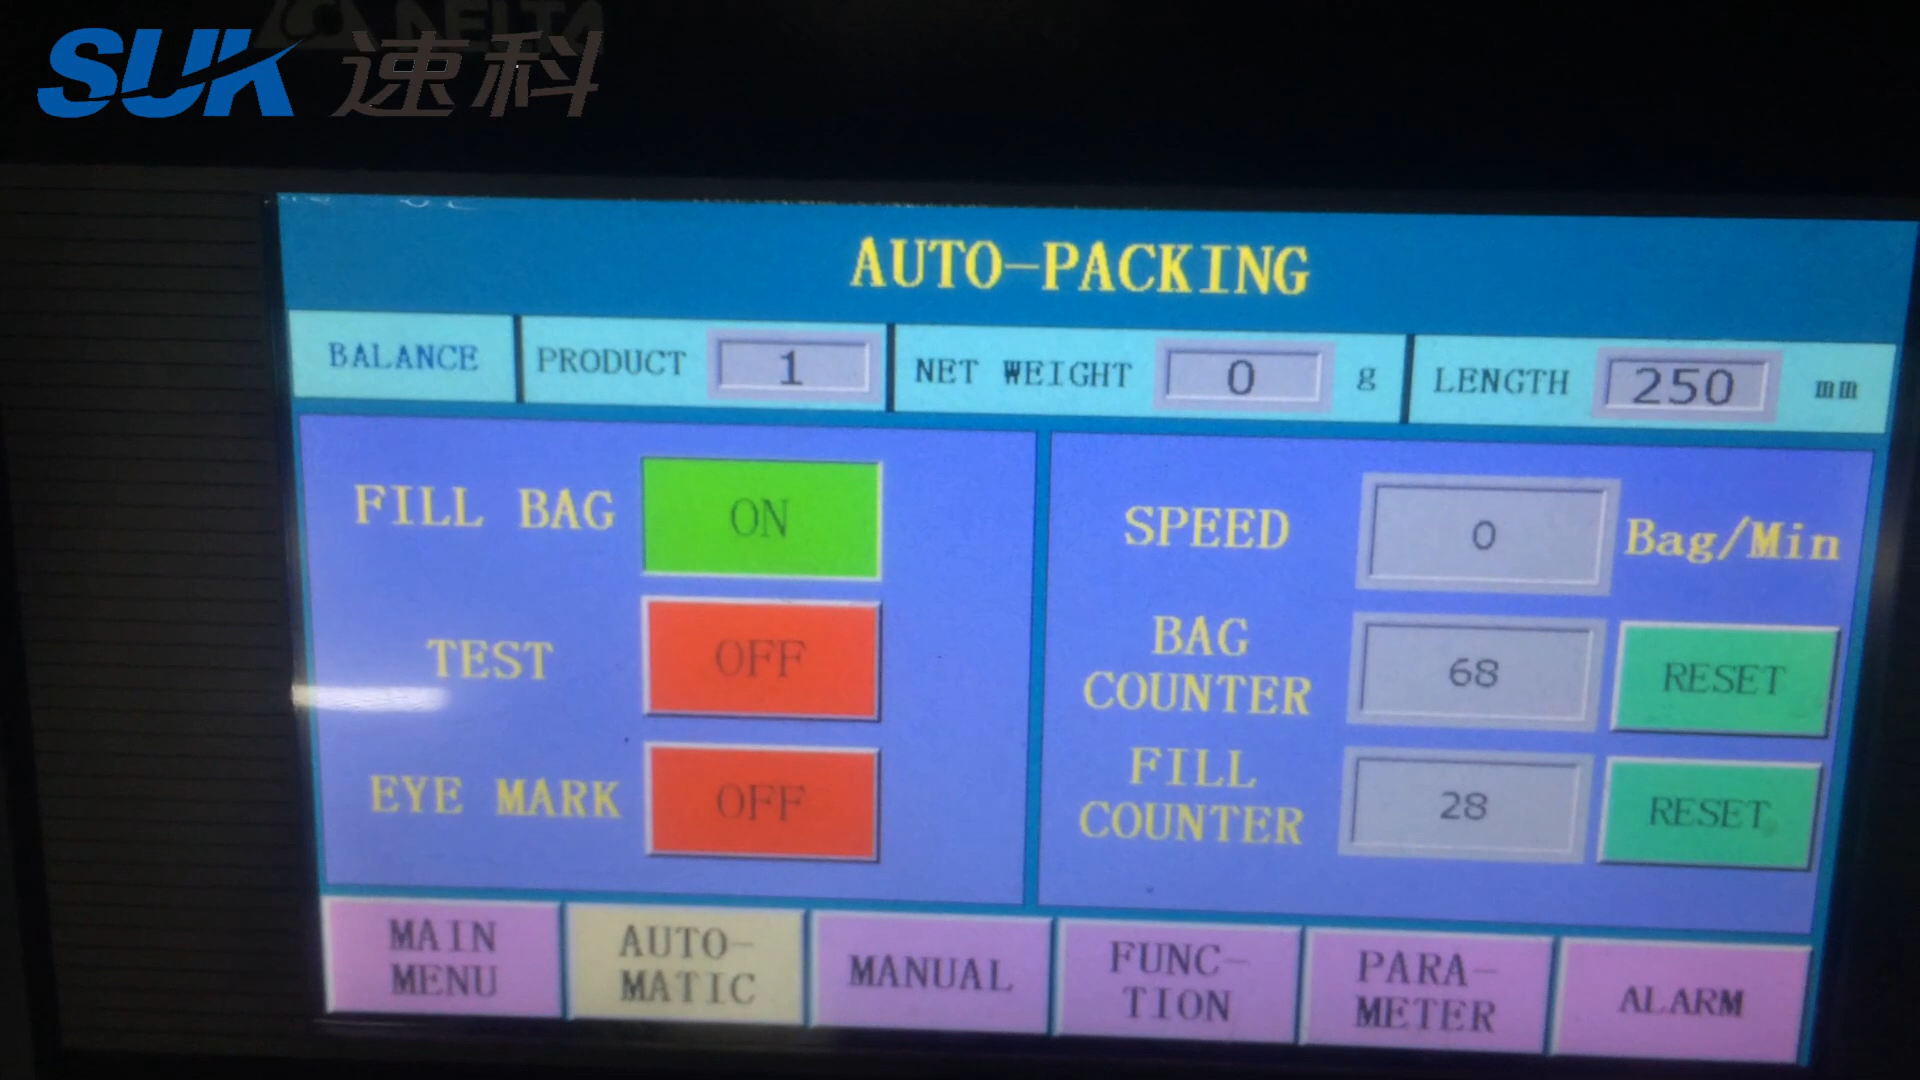 DELTA
SUK 速科
AUTO-PACKING
BALANCE
PRODUCT 1
NET WEIGHT 0 g
LENGTH 250 mm
FILL BAG ON
TEST OFF
EYE MARK OFF
SPEED 0 Bag/Min
BAG
COUNTER 68 RESET
FILL
COUNTER 28 RESET
MAIN
MENU
AUTO-
MATIC
MANUAL
FUNC-
TION
PARA-
METER
ALARM